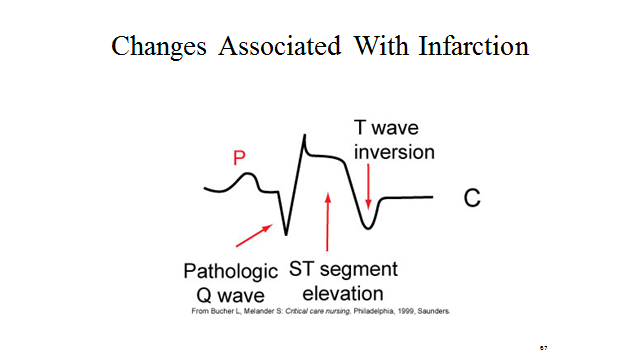 Changes Associated With Infarction
T wave
inversion
P
C
Pathologic
Q wave
ST segment
elevation
From Bucher L, Melander S: Critical care nursing, Philadelphia, 1999, Saunders.
67